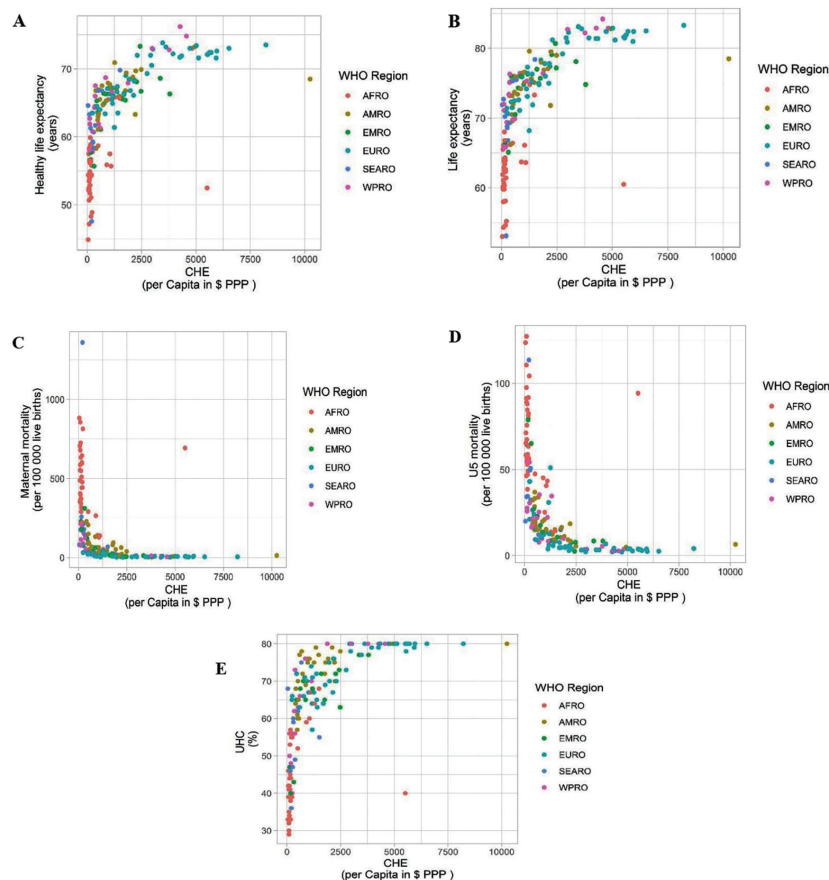 A
Healthy life expectancy
(years)
70
60
50
0
2500
5000
7500
10000
CHE
(per Capita in $ PPP )
WHO Region
AFRO
AMRO
EMRO
EURO
SEARO
WPRO
B
Life expectancy
(years)
80
70
60
0
2500
5000
7500
10000
CHE
(per Capita in $ PPP )
WHO Region
AFRO
AMRO
EMRO
EURO
SEARO
WPRO
C
Maternal mortality
(per 100 000 live births)
1000
500
0
0
2500
5000
7500
10000
CHE
(per Capita in $ PPP )
WHO Region
AFRO
AMRO
EMRO
EURO
SEARO
WPRO
D
U5 mortality
(per 100 000 live births)
100
50
0
0
2500
5000
7500
10000
CHE
(per Capita in $ PPP )
WHO Region
AFRO
AMRO
EMRO
EURO
SEARO
WPRO
E
UHC
(%)
80
70
60
50
40
30
0
2500
5000
7500
10000
CHE
(per Capita in $ PPP )
WHO Region
AFRO
AMRO
EMRO
EURO
SEARO
WPRO